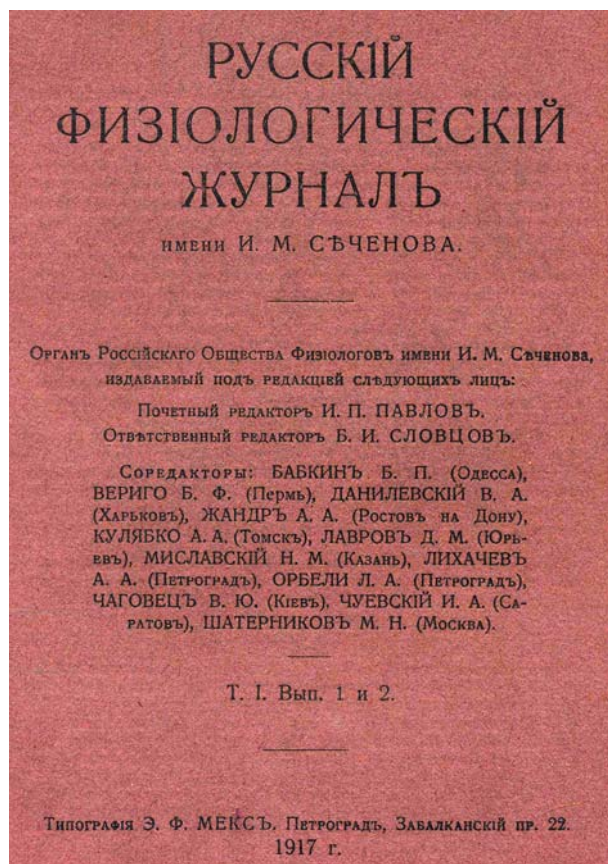 РУССКІЙ
ФИЗІОЛОГИЧЕСКІЙ
ЖУРНАЛЪ
ИМЕНИ И. М. СѢЧЕНОВА.
Органъ Россійскаго Общества Физіологовъ имени И. М. Сѣченова,
издаваемый подъ редакціей слѣдующихъ лицъ:
Почетный редакторъ И. П. ПАВЛОВЪ.
Отвѣтственный редакторъ Б. И. СЛОВЦОВЪ.
Соредакторы: БАБКИНЪ Б. П. (Одесса),
ВЕРИГО Б. Ф. (Пермь), ДАНИЛЕВСКІЙ В. А.
(Харьковъ), ЖАНДРЪ А. А. (Ростовъ на Дону),
КУЛЯБКО А. А. (Томскъ), ЛАВРОВЪ Д. М. (Юрь-
евъ), МИСЛАВСКІЙ Н. М. (Казань), ЛИХАЧЕВЪ
А. А. (Петроградъ), ОРБЕЛИ Л. А. (Петроградъ),
ЧАГОВЕЦЪ В. Ю. (Кіевъ), ЧУЕВСКІЙ И. А. (Са-
ратовъ), ШАТЕРНИКОВЪ М. Н. (Москва).
Т. I. Вып. 1 и 2.
Типографія Э. Ф. МЕКСЪ, Петроградъ, Забалканскій пр. 22.
1917 г.